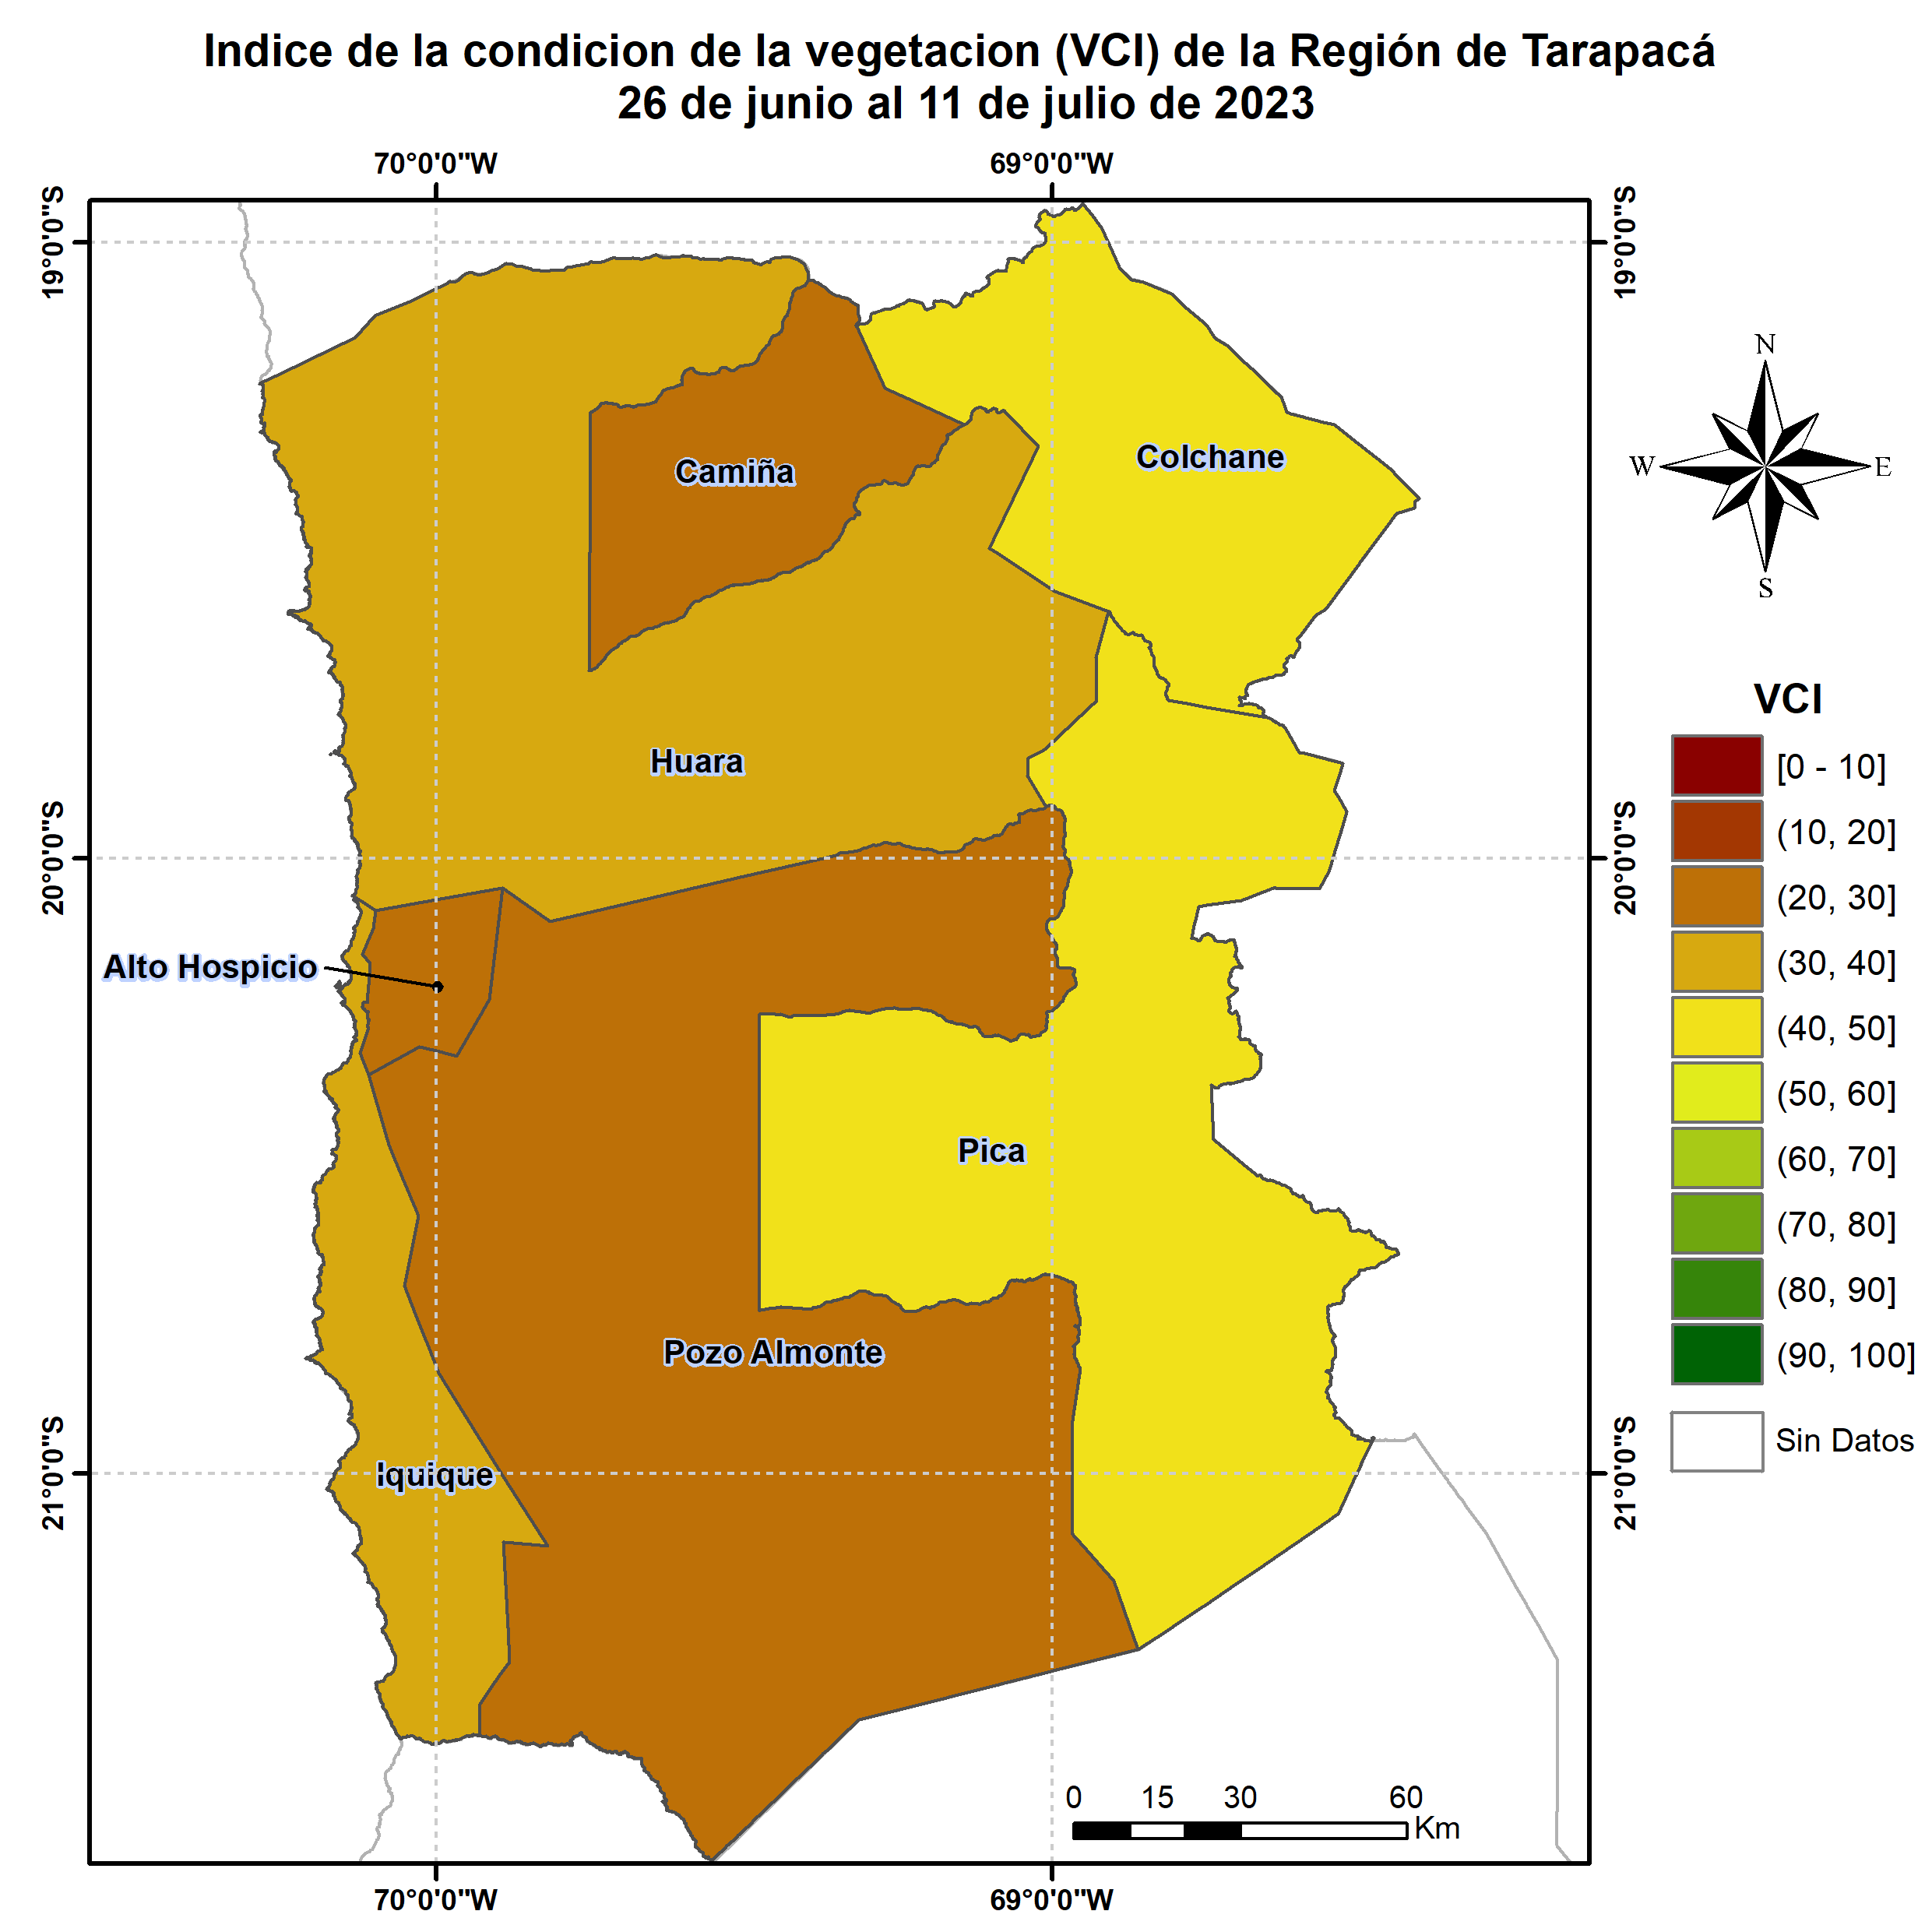 Indice de la condicion de la vegetacion (VCI) de la Región de Tarapacá
26 de junio al 11 de julio de 2023
70°0'0"W
69°0'0"W
19°0'0"S
19°0'0"S
N
W
E
S
Camiña
Colchane
VCI
[0 - 10]
(10, 20]
(20, 30]
(30, 40]
(40, 50]
(50, 60]
(60, 70]
(70, 80]
(80, 90]
(90, 100]
Sin Datos
Huara
20°0'0"S
20°0'0"S
Alto Hospicio
Pica
Pozo Almonte
Iquique
21°0'0"S
21°0'0"S
0 15 30 60
Km
70°0'0"W
69°0'0"W